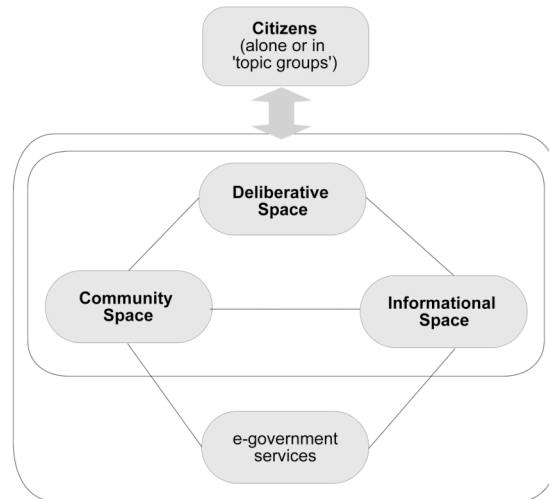 Citizens
(alone or in
'topic groups')
Deliberative
Space
Community
Space
Informational
Space
e-government
services